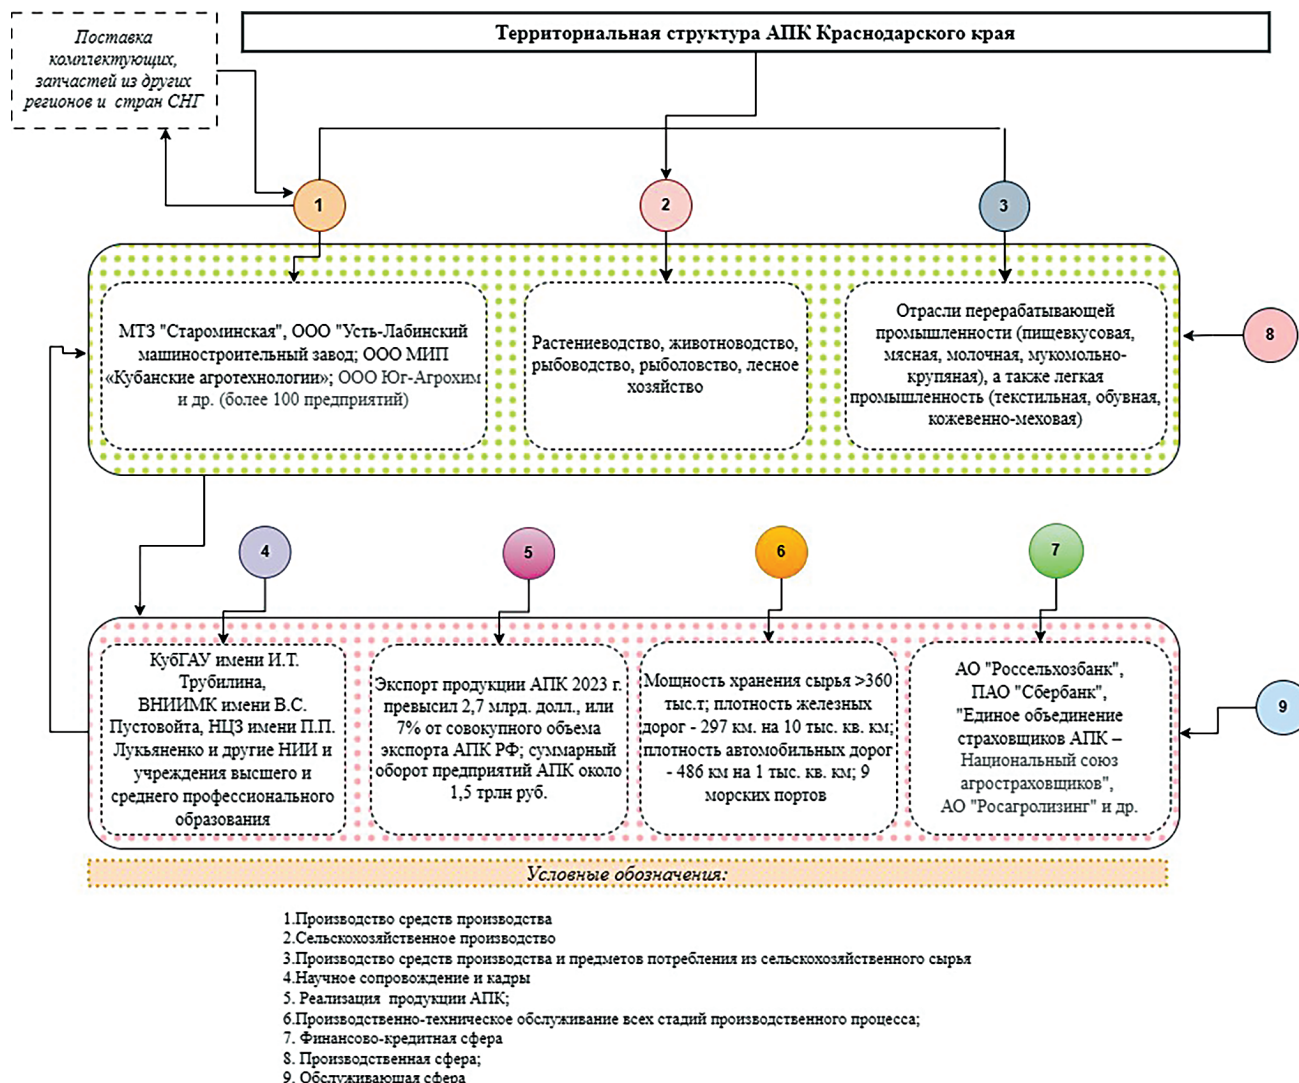 Поставка
комплектующих,
запчастей из других
регионов и стран СНГ
Территориальная структура АПК Краснодарского края
1
2
3
МТЗ "Староминская", ООО "Усть-Лабинский
машиностроительный завод; ООО МИП
«Кубанские агротехнологии»; ООО Юг-Агрохим
и др. (более 100 предприятий)
Растениеводство, животноводство,
рыбоводство, рыболовство, лесное
хозяйство
Отрасли перерабатывающей
промышленности (пищевкусовая,
мясная, молочная, мукомольно-
крупяная), а также легкая
промышленность (текстильная, обувная,
кожевенно-меховая)
8
4
5
6
7
КубГАУ имени И.Т.
Трубилина,
ВНИИМК имени В.С.
Пустовойта, НЦЗ имени П.П.
Лукьяненко и другие НИИ и
учреждения высшего и
среднего профессионального
образования
Экспорт продукции АПК 2023 г.
превысил 2,7 млрд. долл., или
7% от совокупного объема
экспорта АПК РФ; суммарный
оборот предприятий АПК около
1,5 трлн руб.
Мощность хранения сырья >360
тыс.т; плотность железных
дорог - 297 км. на 10 тыс. кв. км;
плотность автомобильных дорог
- 486 км на 1 тыс. кв. км; 9
морских портов
АО "Россельхозбанк",
ПАО "Сбербанк",
"Единое объединение
страховщиков АПК –
Национальный союз
агростраховщиков",
АО "Росагролизинг" и др.
9
Условные обозначения:
1.Производство средств производства
2.Сельскохозяйственное производство
3.Производство средств производства и предметов потребления из сельскохозяйственного сырья
4.Научное сопровождение и кадры
5. Реализация продукции АПК;
6.Производственно-техническое обслуживание всех стадий производственного процесса;
7. Финансово-кредитная сфера
8. Производственная сфера;
9. Обслуживающая сфера